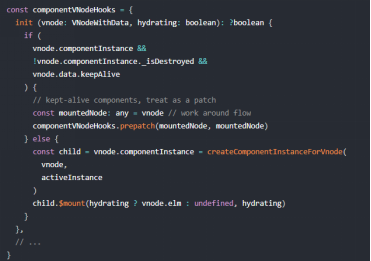 const componentVNodeHooks = {
  init (vnode: VNodeWithData, hydrating: boolean): ?boolean {
    if (
      vnode.componentInstance &&
      !vnode.componentInstance._isDestroyed &&
      vnode.data.keepAlive
    ) {
      // kept-alive components, treat as a patch
      const mountedNode: any = vnode // work around flow
      componentVNodeHooks.prepatch(mountedNode, mountedNode)
    } else {
      const child = vnode.componentInstance = createComponentInstanceForVnode(
        vnode,
        activeInstance
      )
      child.$mount(hydrating ? vnode.elm : undefined, hydrating)
    }
  },
  // ...
}